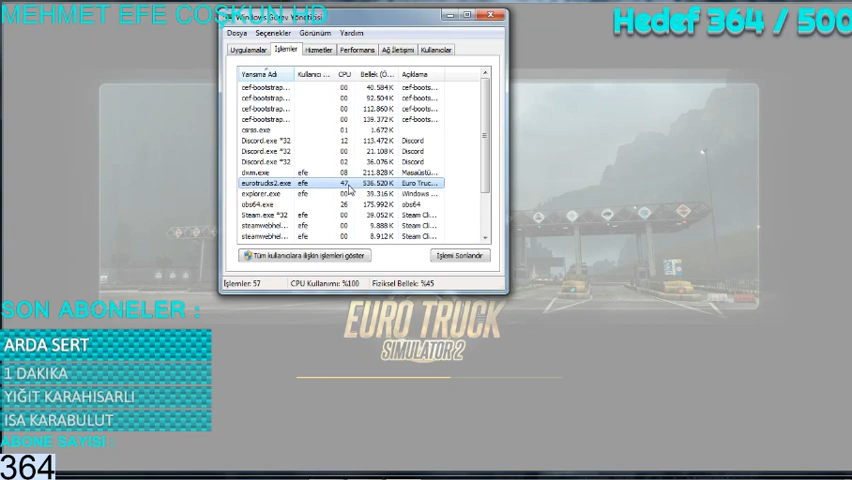 MEHMET EFE COŞKUN HD
Hedef 364 / 500
Windows Görev Yöneticisi
Dosya Seçenekler Görünüm Yardım
Uygulamalar İşlemler Hizmetler Performans Ağ İletişimi Kullanıcılar
Yansıma Adı Kullanıcı ... CPU Bellek (Ö... Açıklama
cef-bootstrap... 00 40.584 K cef-boots...
cef-bootstrap... 00 92.504 K cef-boots...
cef-bootstrap... 00 112.860 K cef-boots...
cef-bootstrap... 00 139.372 K cef-boots...
csrss.exe 01 1.672 K
Discord.exe *32 12 113.472 K Discord
Discord.exe *32 00 21.108 K Discord
Discord.exe *32 02 36.076 K Discord
dwm.exe efe 08 211.828 K Masaüstü...
eurotrucks2.exe efe 47 536.520 K Euro Truc...
explorer.exe efe 00 39.316 K Windows ...
obs64.exe efe 26 175.992 K obs64
Steam.exe *32 efe 00 39.052 K Steam Cli...
steamwebhel... efe 00 9.888 K Steam Cli...
steamwebhel... efe 00 8.912 K Steam Cli...
Tüm kullanıcılara ilişkin işlemleri göster İşlemi Sonlandır
İşlemler: 57 CPU Kullanımı: %100 Fiziksel Bellek: %45
EURO TRUCK
SIMULATOR 2
SON ABONELER :
ARDA SERT
1 DAKIKA
YIĞIT KARAHISARLI
ISA KARABULUT
ABONE SAYISI :
364